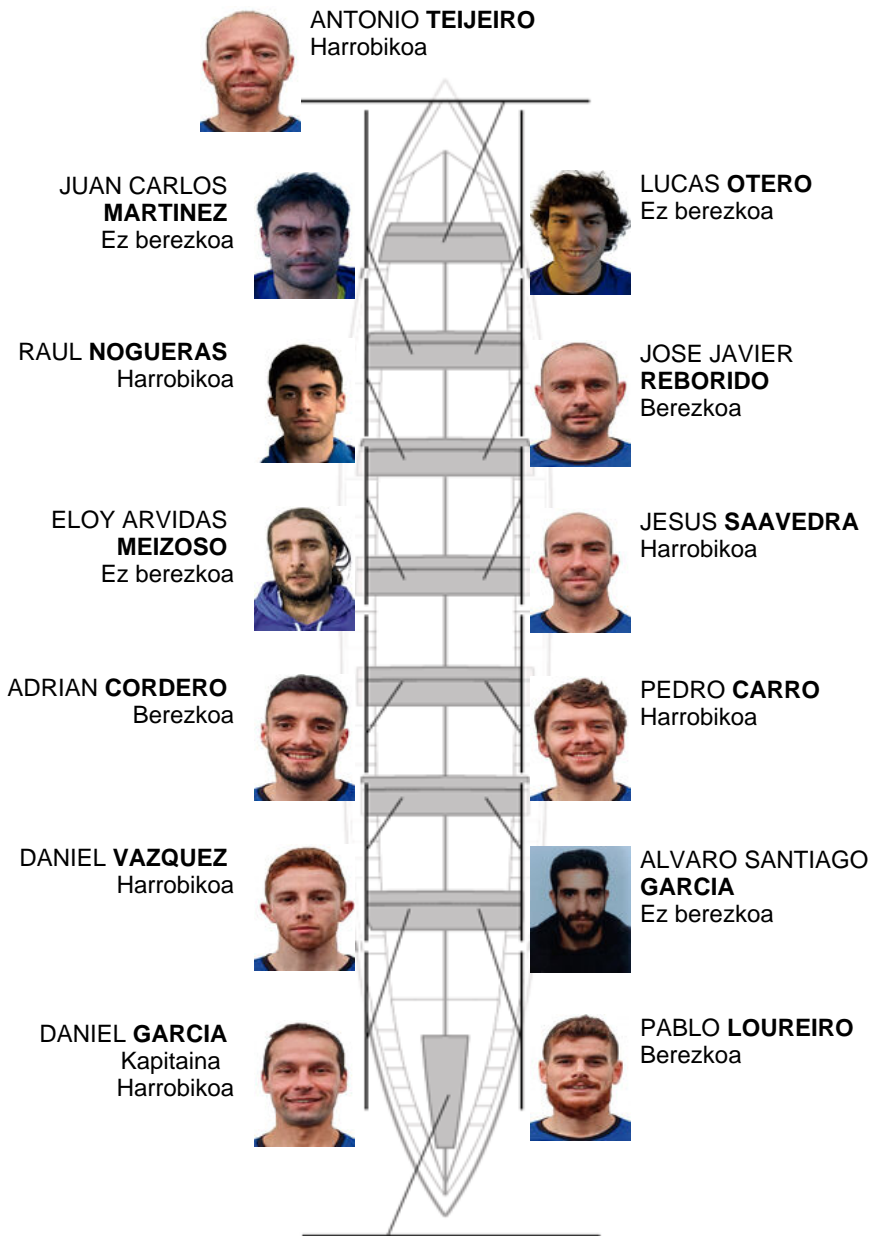 ANTONIO TEIJEIRO
Harrobikoa
JUAN CARLOS
MARTINEZ
Ez berezkoa
LUCAS OTERO
Ez berezkoa
RAUL NOGUERAS
Harrobikoa
JOSE JAVIER
REBORIDO
Berezkoa
ELOY ARVIDAS
MEIZOSO
Ez berezkoa
JESUS SAAVEDRA
Harrobikoa
ADRIAN CORDERO
Berezkoa
PEDRO CARRO
Harrobikoa
DANIEL VAZQUEZ
Harrobikoa
ALVARO SANTIAGO
GARCIA
Ez berezkoa
DANIEL GARCIA
Kapitaina
Harrobikoa
PABLO LOUREIRO
Berezkoa